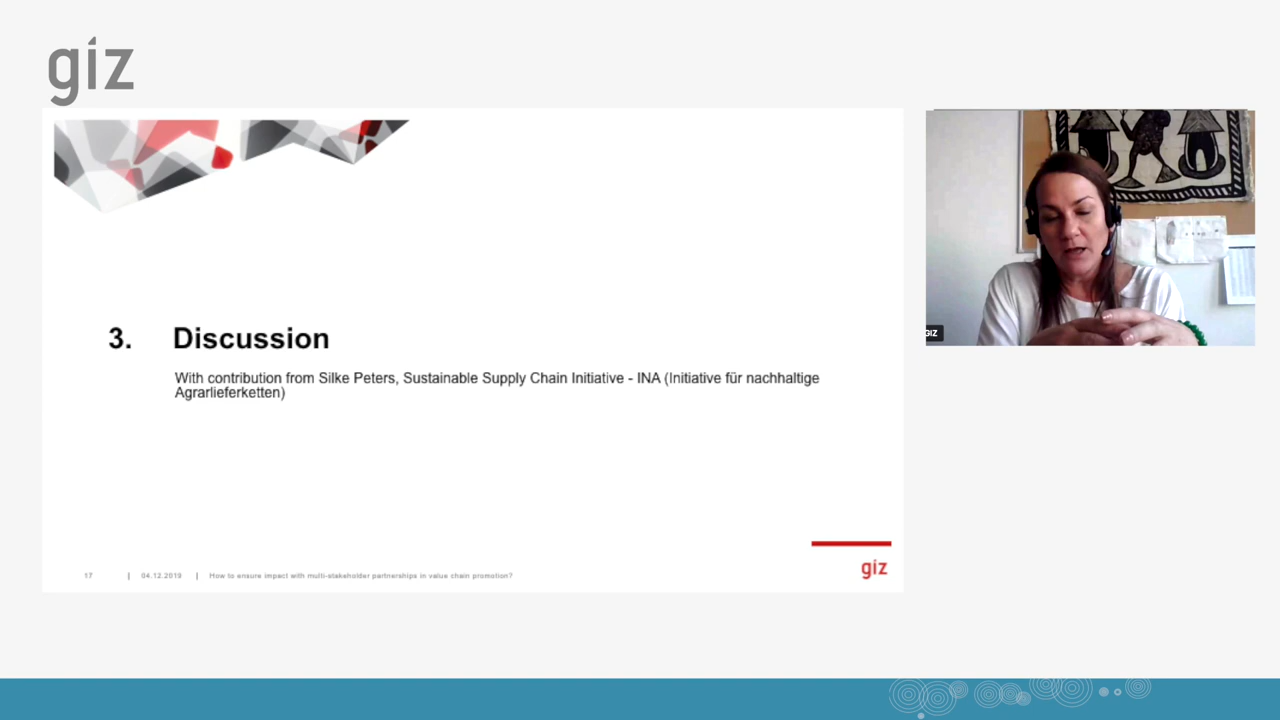 giz
3. Discussion
With contribution from Silke Peters, Sustainable Supply Chain Initiative - INA (Initiative für nachhaltige
Agrarlieferketten)
GIZ
17 | 04.12.2019 | How to ensure impact with multi-stakeholder partnerships in value chain promotion?
giz